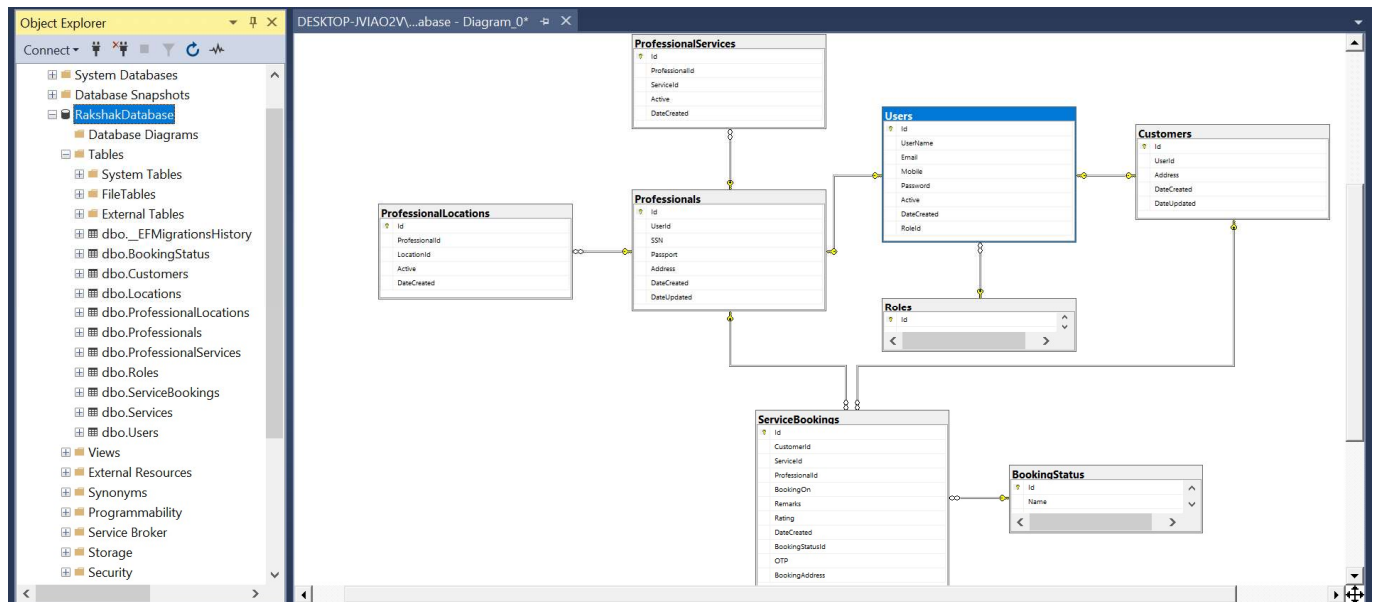 Object Explorer
Connect
System Databases
Database Snapshots
RakshakDatabase
Database Diagrams
Tables
System Tables
FileTables
External Tables
dbo.__EFMigrationsHistory
dbo.BookingStatus
dbo.Customers
dbo.Locations
dbo.ProfessionalLocations
dbo.Professionals
dbo.ProfessionalServices
dbo.Roles
dbo.ServiceBookings
dbo.Services
dbo.Users
Views
External Resources
Synonyms
Programmability
Service Broker
Storage
Security
DESKTOP-JVIAO2V\...abase - Diagram_0*
ProfessionalServices
Id
ProfessionalId
ServiceId
Active
DateCreated
Users
Id
UserName
Email
Mobile
Password
Active
DateCreated
RoleId
Customers
Id
UserId
Address
DateCreated
DateUpdated
ProfessionalLocations
Id
ProfessionalId
LocationId
Active
DateCreated
Professionals
Id
UserId
SSN
Passport
Address
DateCreated
DateUpdated
Roles
Id
ServiceBookings
Id
CustomerId
ServiceId
ProfessionalId
BookingOn
Remarks
Rating
DateCreated
BookingStatusId
OTP
BookingAddress
BookingStatus
Id
Name